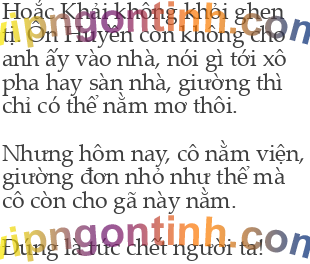 Hoắc Khải không khỏi ghen
tị. Ôn Huyền còn không cho
anh ấy vào nhà, nói gì tới xô
pha hay sàn nhà, giường thì
chỉ có thể nằm mơ thôi.

Nhưng hôm nay, cô nằm viện,
giường đơn nhỏ như thế mà
cô còn cho gã này nằm.

Đúng là tức chết người ta!